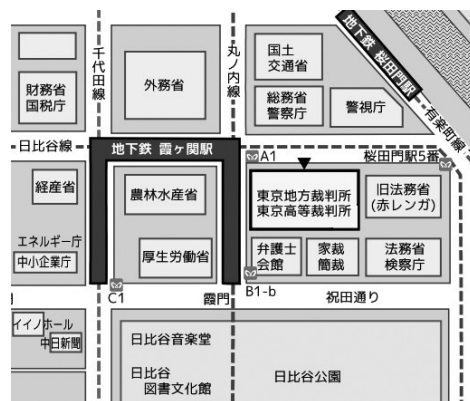 千代田線
丸ノ内線
地下鉄 桜田門駅
有楽町線
財務省
国税庁
外務省
国土
交通省
総務省
警察庁
警視庁
日比谷線
地下鉄 霞ヶ関駅
A1
桜田門駅5番
経産省
農林水産省
東京地方裁判所
東京高等裁判所
旧法務省
(赤レンガ)
エネルギー庁
中小企業庁
厚生労働省
弁護士
会館
家裁
簡裁
法務省
検察庁
C1
霞門
B1-b
祝田通り
イイノホール
中日新聞
日比谷音楽堂
日比谷
図書文化館
日比谷公園